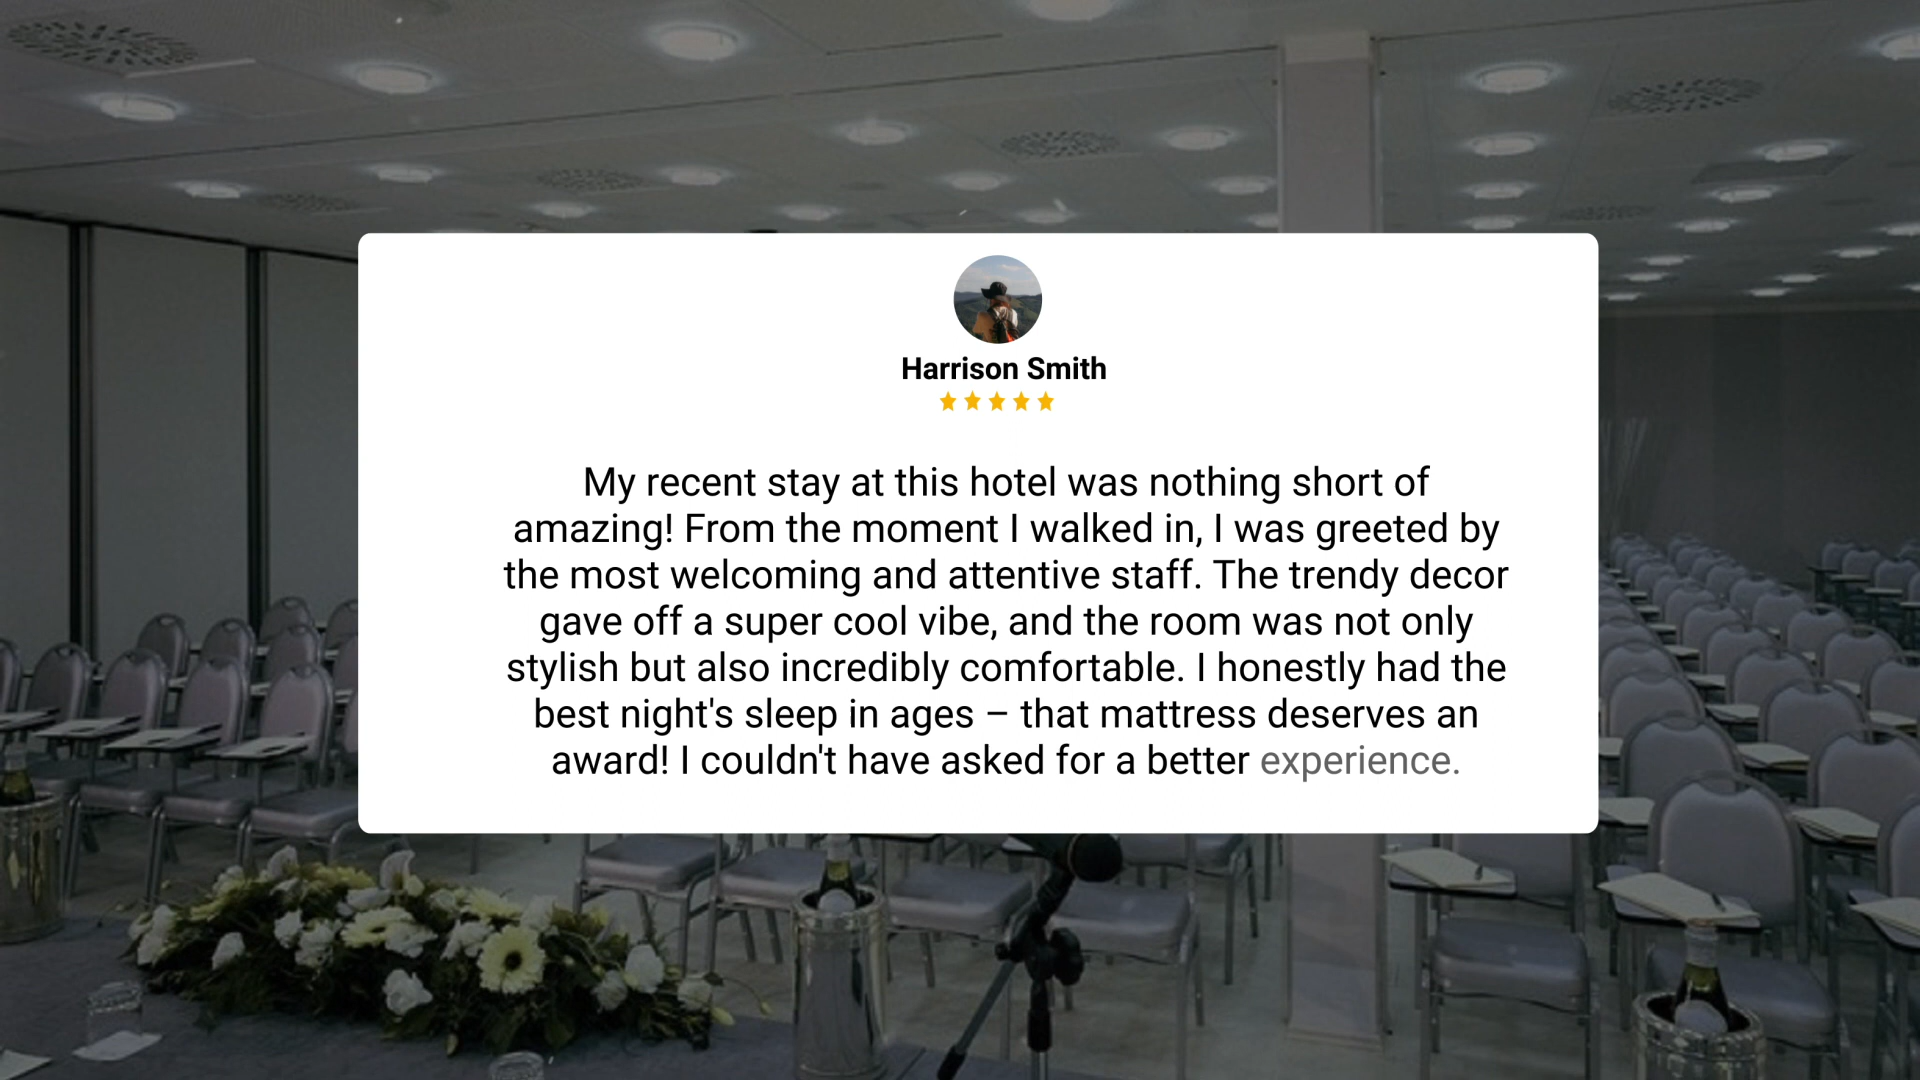 Harrison Smith
My recent stay at this hotel was nothing short of
amazing! From the moment I walked in, I was greeted by
the most welcoming and attentive staff. The trendy decor
gave off a super cool vibe, and the room was not only
stylish but also incredibly comfortable. I honestly had the
best night's sleep in ages – that mattress deserves an
award! I couldn't have asked for a better experience.